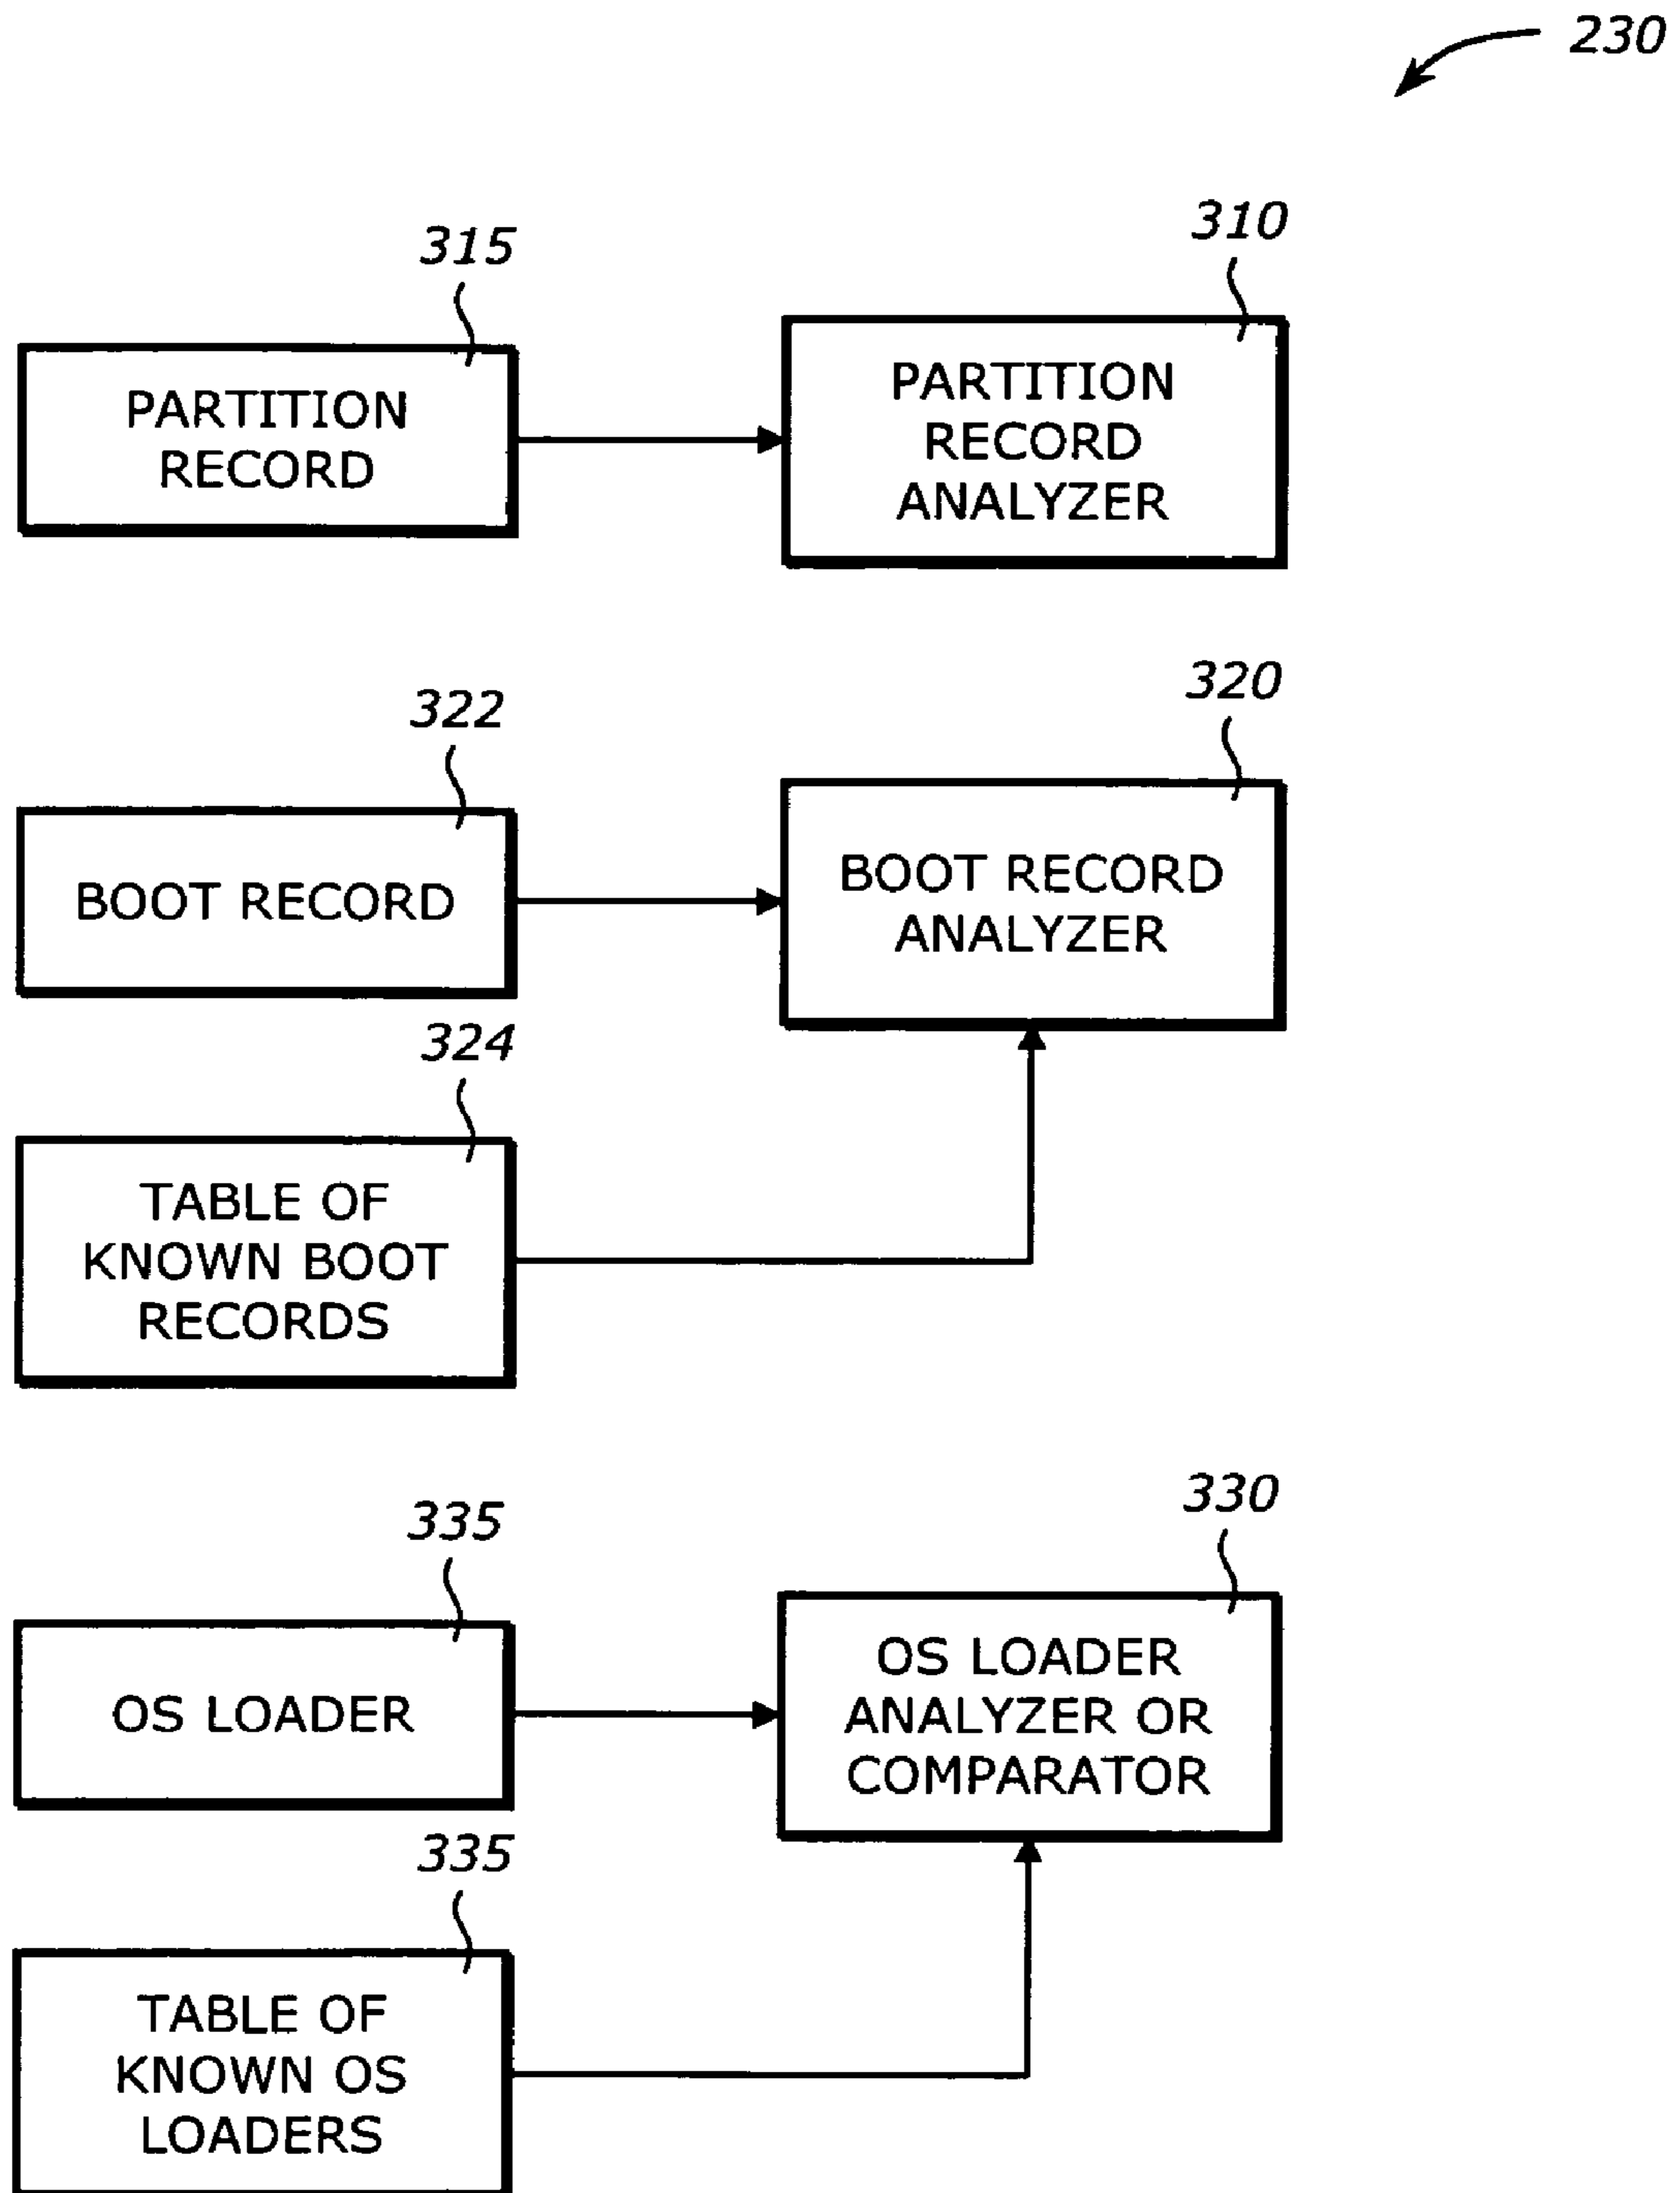 230
315
310
PARTITION
RECORD
PARTITION
RECORD
ANALYZER
322
320
BOOT RECORD
BOOT RECORD
ANALYZER
324
TABLE OF
KNOWN BOOT
RECORDS
335
330
OS LOADER
OS LOADER
ANALYZER OR
COMPARATOR
335
TABLE OF
KNOWN OS
LOADERS